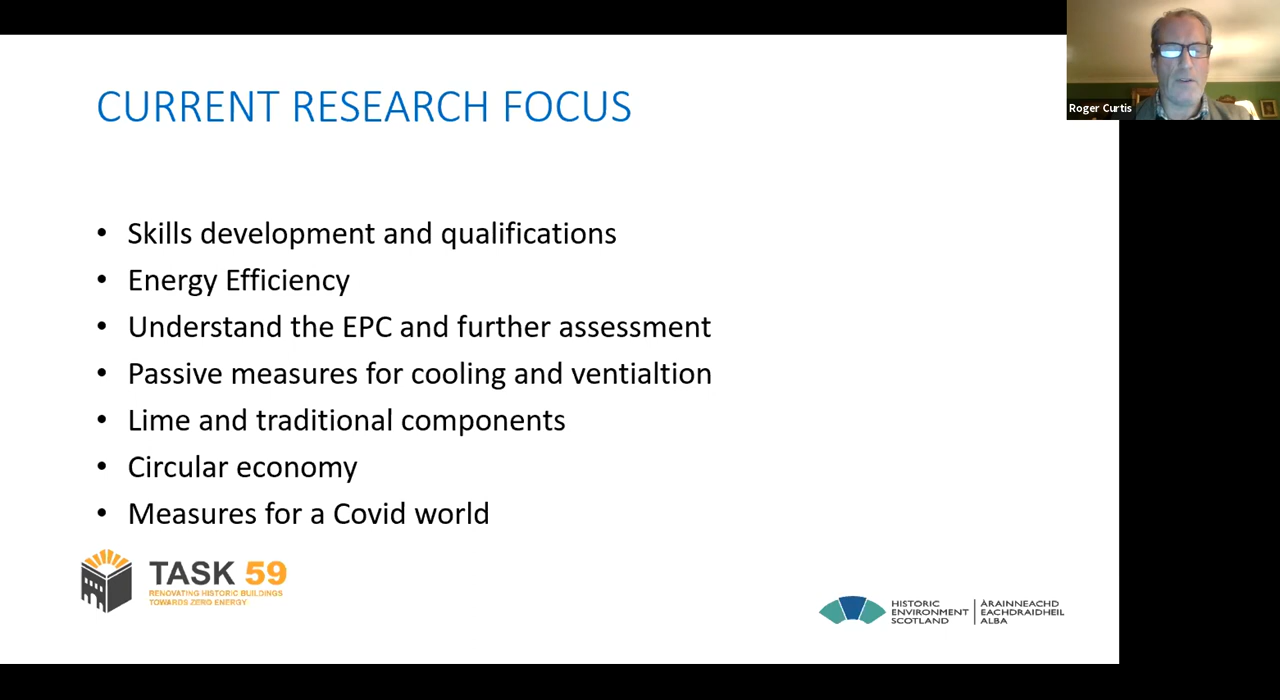 CURRENT RESEARCH FOCUS
Roger Curtis
• Skills development and qualifications
• Energy Efficiency
• Understand the EPC and further assessment
• Passive measures for cooling and ventialtion
• Lime and traditional components
• Circular economy
• Measures for a Covid world
TASK 59
RENOVATING HISTORIC BUILDINGS
TOWARDS ZERO ENERGY
HISTORIC
ENVIRONMENT
SCOTLAND
ÀRAINNEACHD
EACHDRAIDHEIL
ALBA